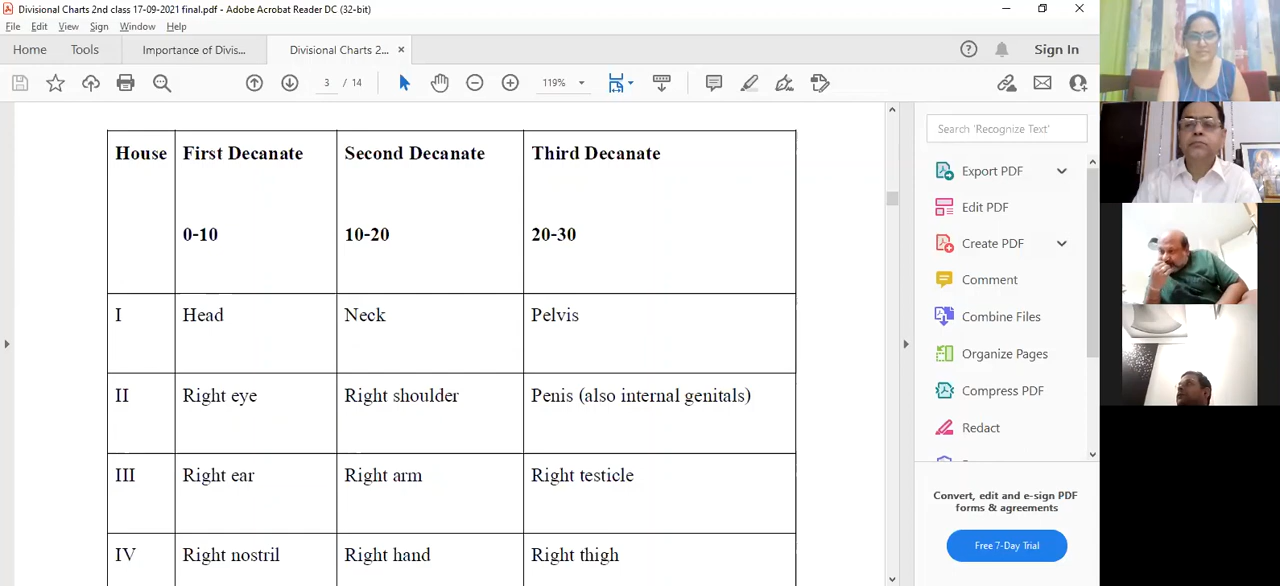 Divisional Charts 2nd class 17-09-2021 final.pdf - Adobe Acrobat Reader DC (32-bit)
File Edit View Sign Window Help
Home Tools Importance of Divis... Divisional Charts 2... × Sign In
3 / 14 119%
House First Decanate Second Decanate Third Decanate
0-10 10-20 20-30
I Head Neck Pelvis
II Right eye Right shoulder Penis (also internal genitals)
III Right ear Right arm Right testicle
IV Right nostril Right hand Right thigh
Search 'Recognize Text'
Export PDF
Edit PDF
Create PDF
Comment
Combine Files
Organize Pages
Compress PDF
Redact
Convert, edit and e-sign PDF
forms & agreements
Free 7-Day Trial